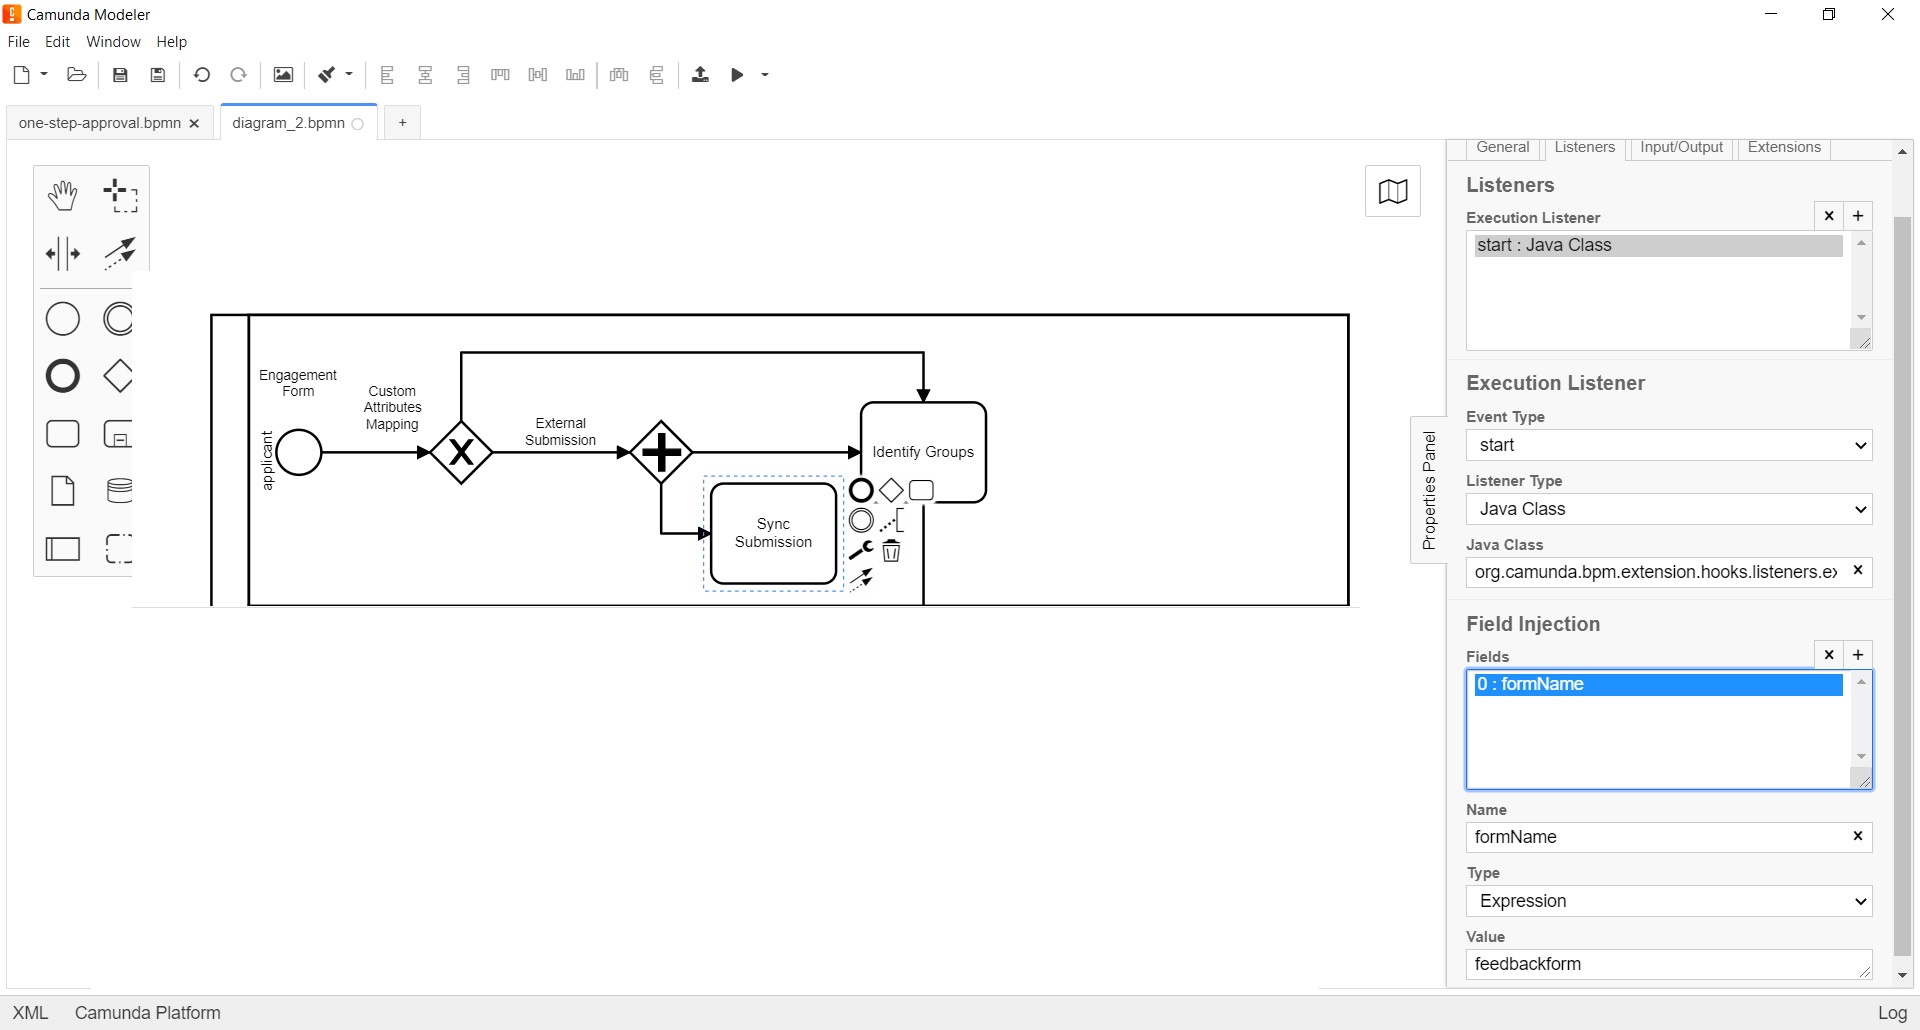 Camunda Modeler
File Edit Window Help
one-step-approval.bpmn
diagram_2.bpmn
+
General Listeners Input/Output Extensions
Listeners
Execution Listener
start : Java Class
Execution Listener
Event Type
start
Listener Type
Java Class
Java Class
org.camunda.bpm.extension.hooks.listeners.ex
Field Injection
Fields
0 : formName
Name
formName
Type
Expression
Value
feedbackform
Properties Panel
Engagement
Form
applicant
Custom
Attributes
Mapping
External
Submission
Identify Groups
Sync
Submission
XML Camunda Platform
Log